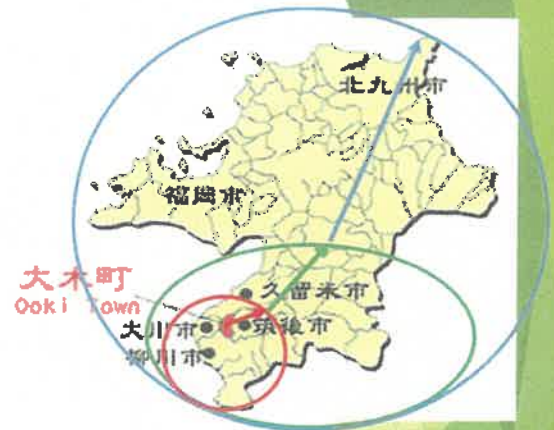 北九州市
福岡市
大木町
Ooki Town
久留米市
大川市
筑後市
柳川市